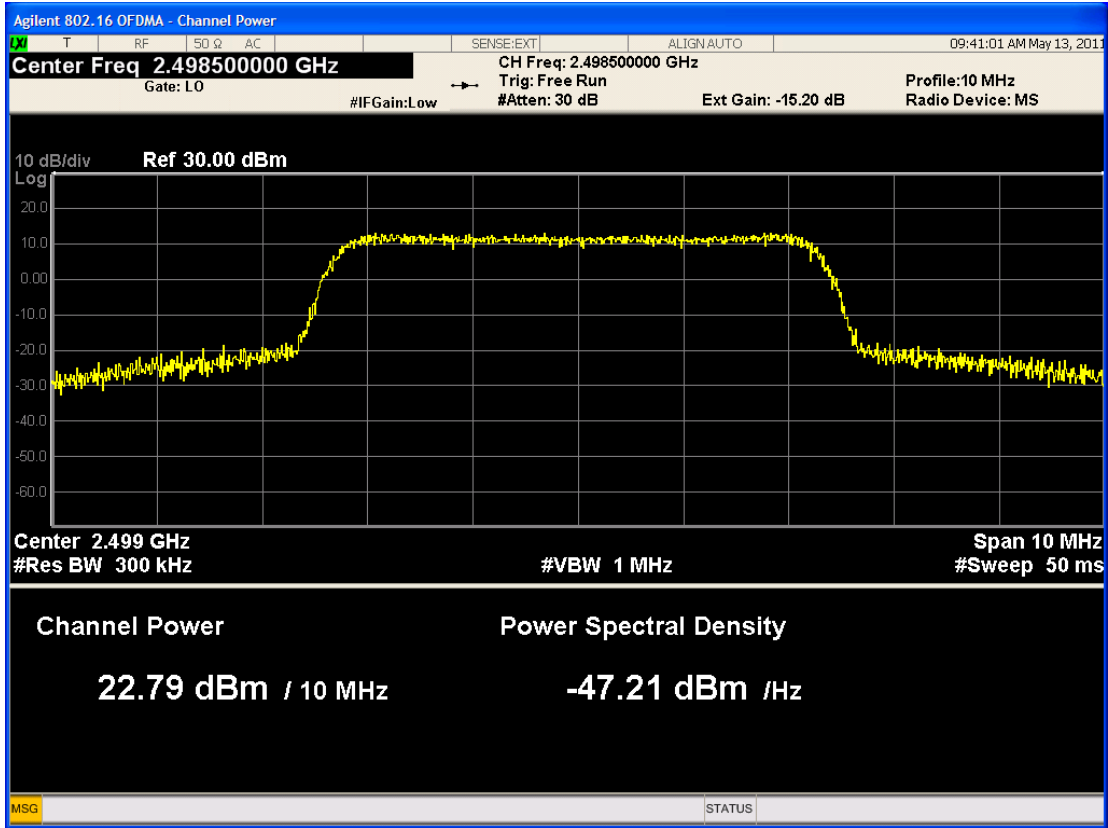 Agilent 802.16 OFDMA - Channel Power
LXI T RF 50 Ω AC SENSE:EXT ALIGN AUTO 09:41:01 AM May 13, 2011
Center Freq 2.498500000 GHz CH Freq: 2.498500000 GHz
Gate: LO Trig: Free Run Profile:10 MHz
#IFGain:Low #Atten: 30 dB Ext Gain: -15.20 dB Radio Device: MS
10 dB/div Ref 30.00 dBm
Log
20.0
10.0
0.00
-10.0
-20.0
-30.0
-40.0
-50.0
-60.0
Center 2.499 GHz Span 10 MHz
#Res BW 300 kHz #VBW 1 MHz #Sweep 50 ms
Channel Power Power Spectral Density
22.79 dBm / 10 MHz -47.21 dBm /Hz
MSG STATUS